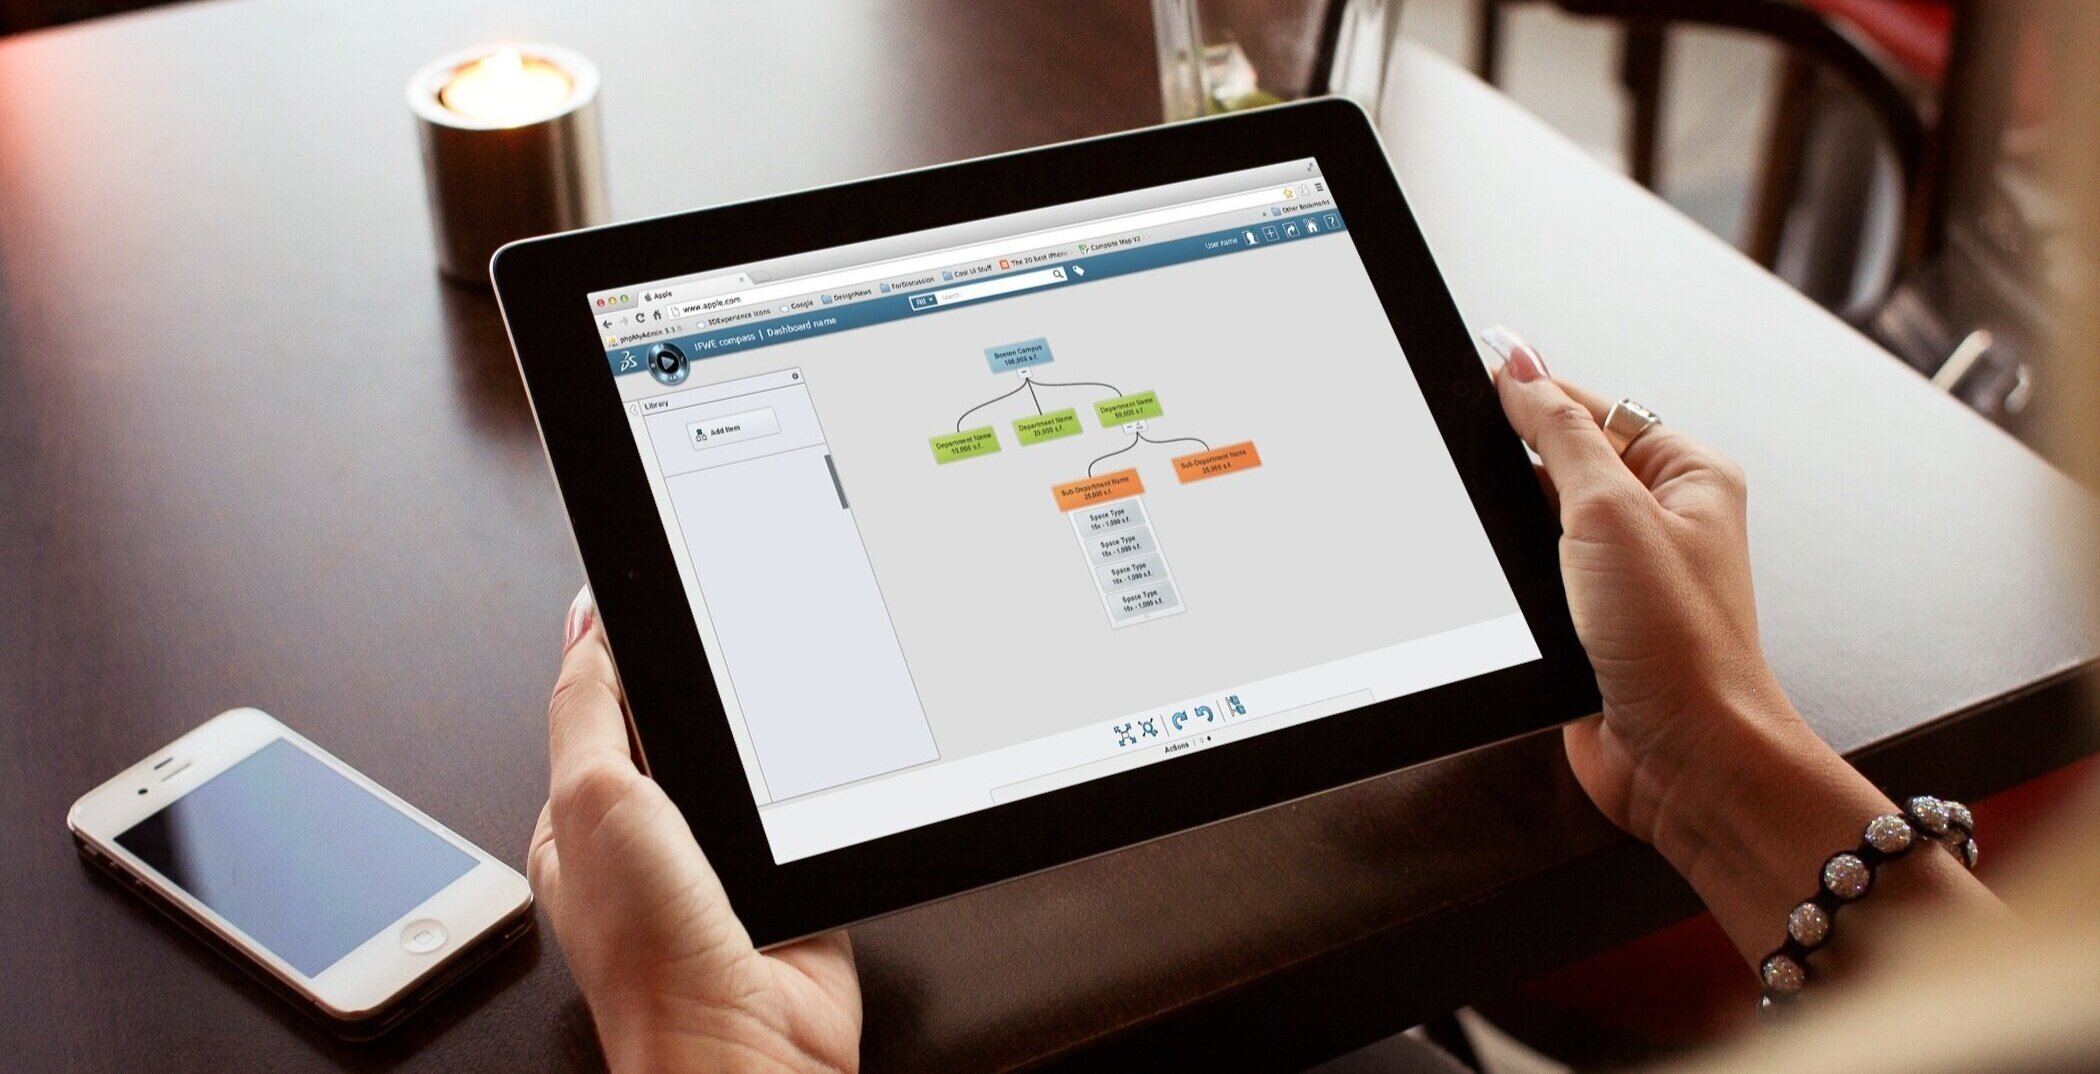 Apple
www.apple.com
Other Bookmarks
phpMyAdmin 3.3.9.
3DExperience Icons
Google
DesignNews
ForDiscussion
Cool UI Stuff
The 20 best iPhon
Campsite Map V2
IFWE compass | Dashboard name
All
Search
User name
?
Library
Add Item
Boston Campus
100,000 s.f.
Department Name
10,000 s.f.
Department Name
20,000 s.f.
Department Name
50,000 s.f.
Sub-Department Name
25,000 s.f.
Sub-Department Name
25,000 s.f.
Space Type
10x - 1,000 s.f.
Space Type
10x - 1,000 s.f.
Space Type
10x - 1,000 s.f.
Space Type
10x - 1,000 s.f.
Actions